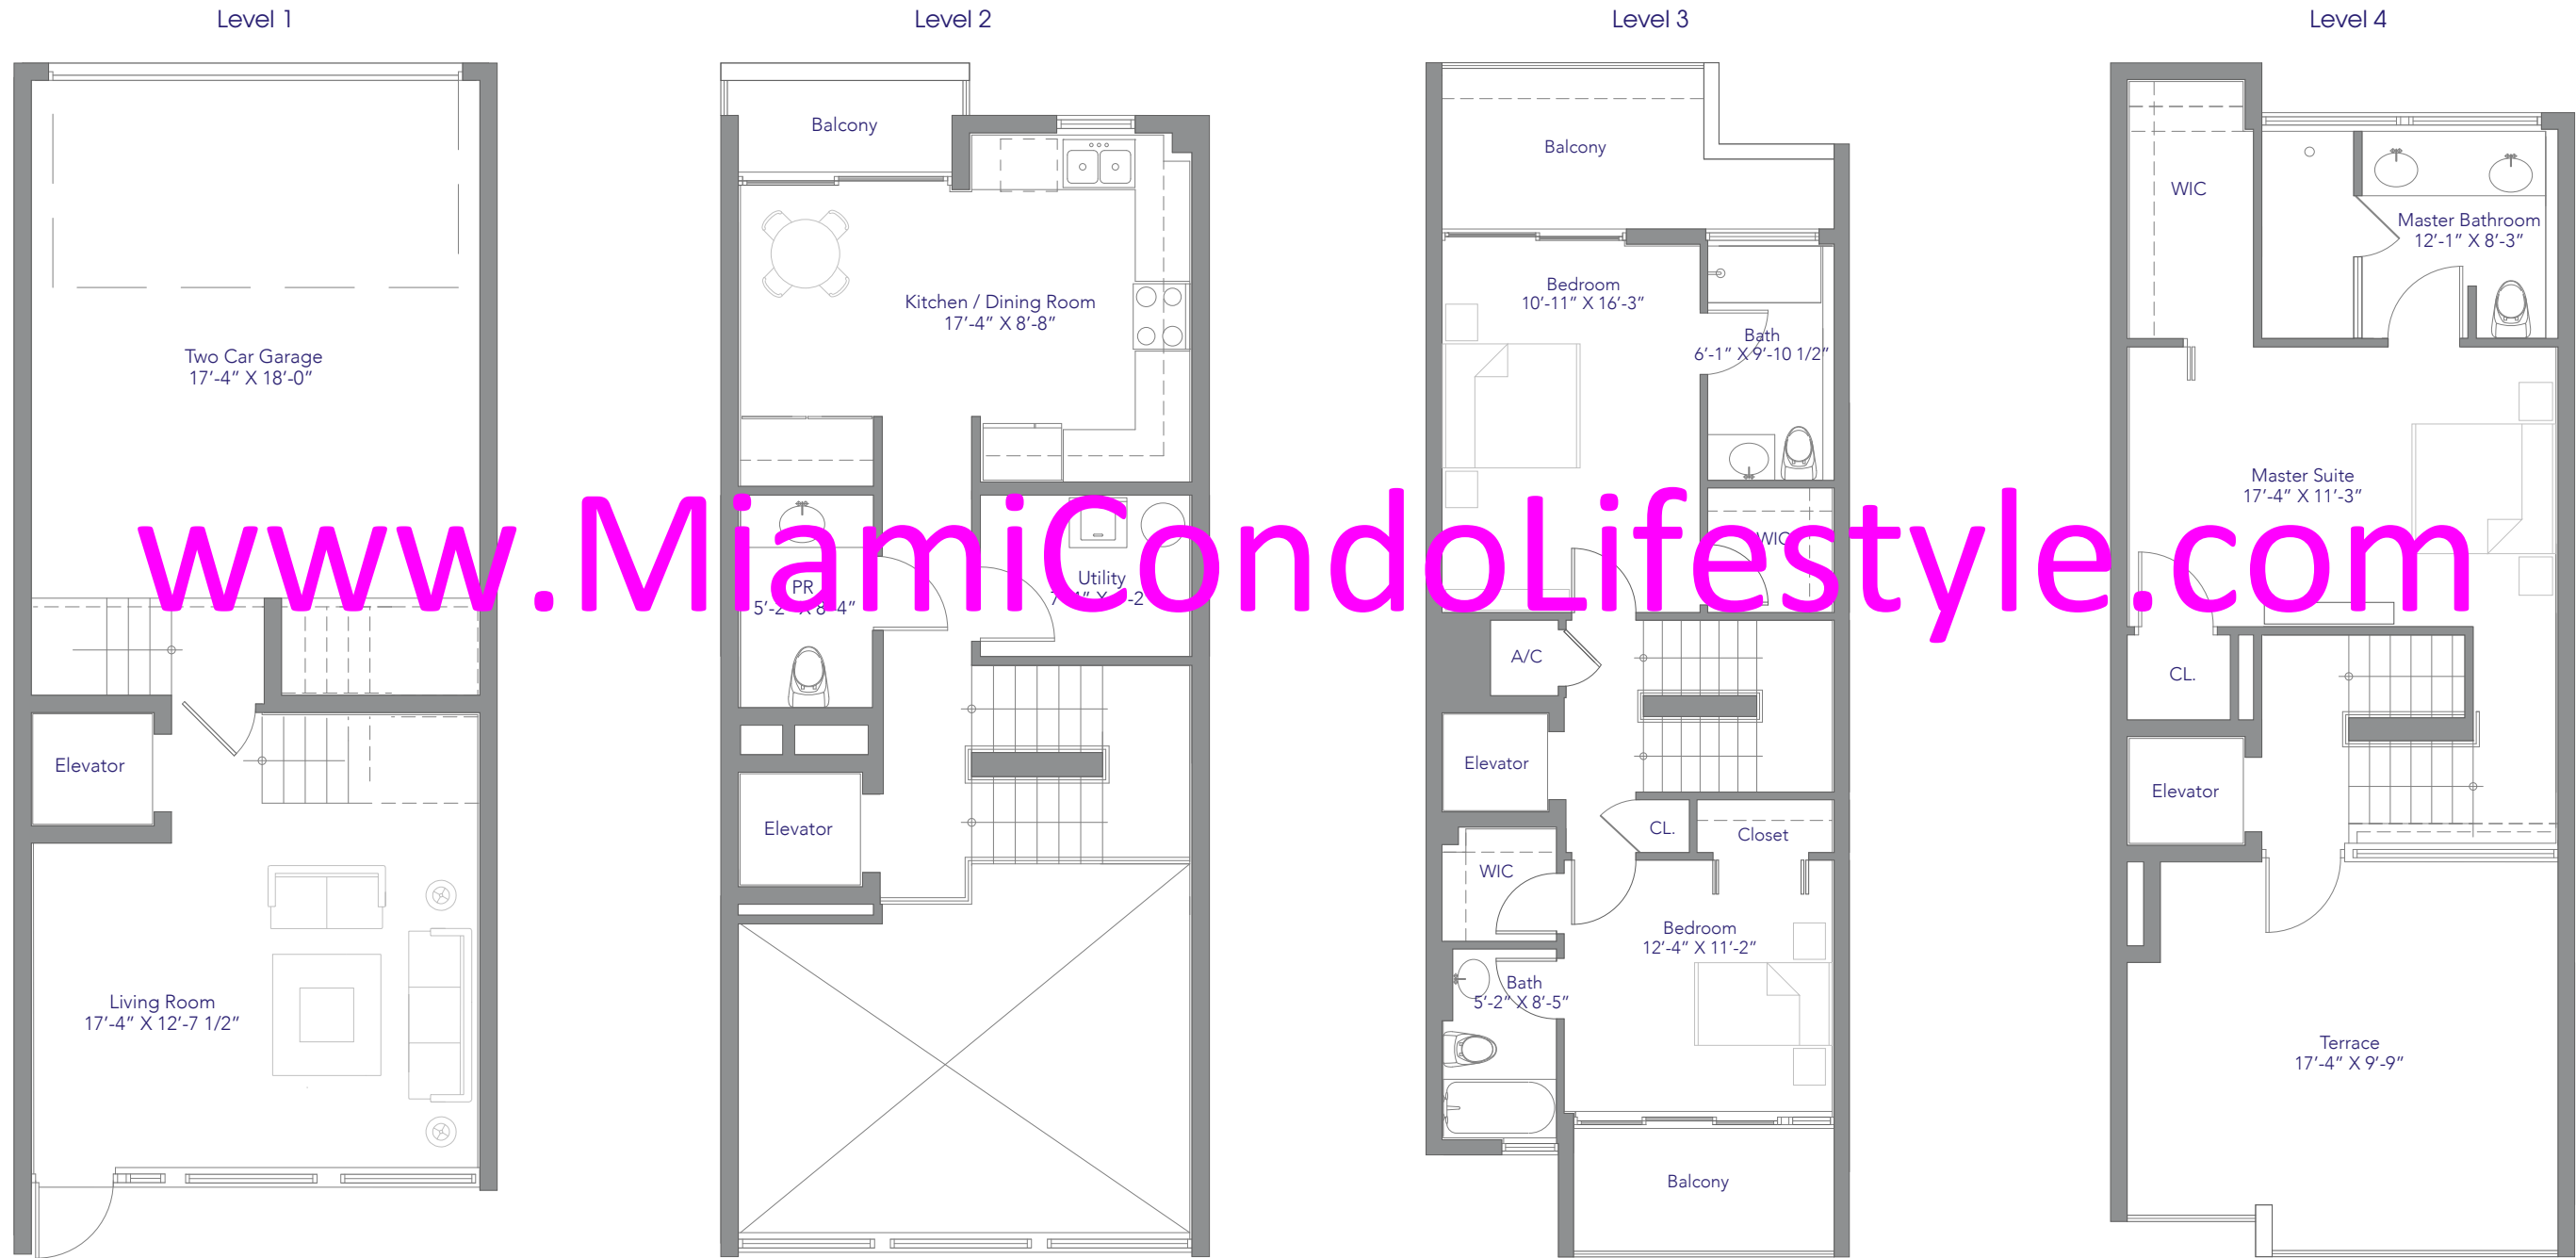 Level 1
Two Car Garage
17'-4" X 18'-0"
Elevator
Living Room
17'-4" X 12'-7 1/2"
Level 2
Balcony
Kitchen / Dining Room
17'-4" X 8'-8"
PR
Utility
Elevator
Level 3
Balcony
Bedroom
10'-11" X 16'-3"
Bath
6'-1" X 9'-10 1/2"
WIC
A/C
Elevator
CL.
Closet
WIC
Bedroom
12'-4" X 11'-2"
Bath
5'-2" X 8'-5"
Balcony
Level 4
WIC
Master Bathroom
12'-1" X 8'-3"
Master Suite
17'-4" X 11'-3"
CL.
Elevator
Terrace
17'-4" X 9'-9"
www.MiamiCondoLifestyle.com